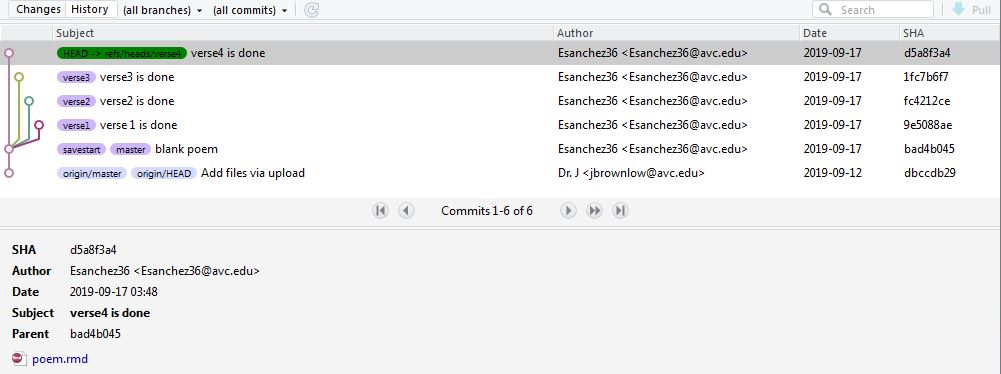 Changes History (all branches) (all commits) Search Pull
Subject Author Date SHA
HEAD -> refs/heads/verse4 verse4 is done Esanchez36 <Esanchez36@avc.edu> 2019-09-17 d5a8f3a4
verse3 verse3 is done Esanchez36 <Esanchez36@avc.edu> 2019-09-17 1fc7b6f7
verse2 verse2 is done Esanchez36 <Esanchez36@avc.edu> 2019-09-17 fc4212ce
verse1 verse 1 is done Esanchez36 <Esanchez36@avc.edu> 2019-09-17 9e5088ae
savestart master blank poem Esanchez36 <Esanchez36@avc.edu> 2019-09-17 bad4b045
origin/master origin/HEAD Add files via upload Dr. J <jbrownlow@avc.edu> 2019-09-12 dbccdb29
Commits 1-6 of 6
SHA d5a8f3a4
Author Esanchez36 <Esanchez36@avc.edu>
Date 2019-09-17 03:48
Subject verse4 is done
Parent bad4b045
poem.rmd